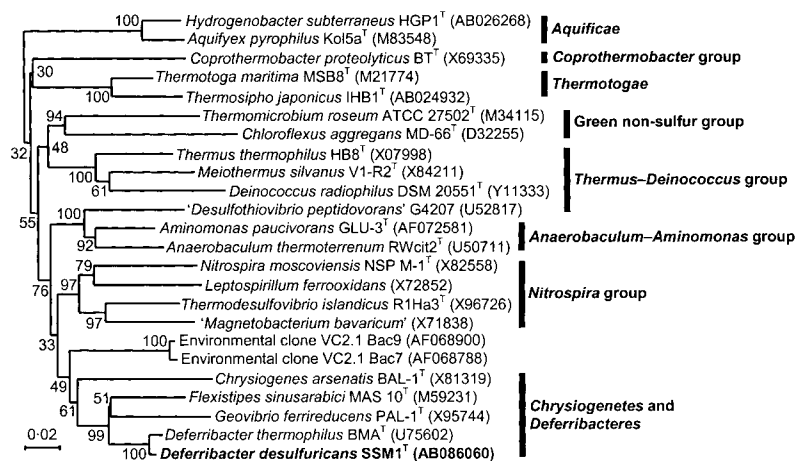 100 Hydrogenobacter subterraneus HGP1T (AB026268)
Aquifyex pyrophilus Kol5aT (M83548)
Aquificae
30 Coprothermobacter proteolyticus BTT (X69335)
Coprothermobacter group
Thermotoga maritima MSB8T (M21774)
100 Thermosipho japonicus IHB1T (AB024932)
Thermotogae
94 Thermomicrobium roseum ATCC 27502T (M34115)
Chloroflexus aggregans MD-66T (D32255)
Green non-sulfur group
32
48
Thermus thermophilus HB8T (X07998)
100 Meiothermus silvanus V1-R2T (X84211)
61 Deinococcus radiophilus DSM 20551T (Y11333)
Thermus–Deinococcus group
55
100 'Desulfothiovibrio peptidovorans' G4207 (U52817)
Aminomonas paucivorans GLU-3T (AF072581)
92 Anaerobaculum thermoterrenum RWcit2T (U50711)
Anaerobaculum–Aminomonas group
76
79 Nitrospira moscoviensis NSP M-1T (X82558)
97 Leptospirillum ferrooxidans (X72852)
Thermodesulfovibrio islandicus R1Ha3T (X96726)
97 'Magnetobacterium bavaricum' (X71838)
Nitrospira group
33
100 Environmental clone VC2.1 Bac9 (AF068900)
Environmental clone VC2.1 Bac7 (AF068788)
49
Chrysiogenes arsenatis BAL-1T (X81319)
61
51 Flexistipes sinusarabici MAS 10T (M59231)
Geovibrio ferrireducens PAL-1T (X95744)
99 Deferribacter thermophilus BMAT (U75602)
100 Deferribacter desulfuricans SSM1T (AB086060)
Chrysiogenetes and
Deferribacteres
0·02